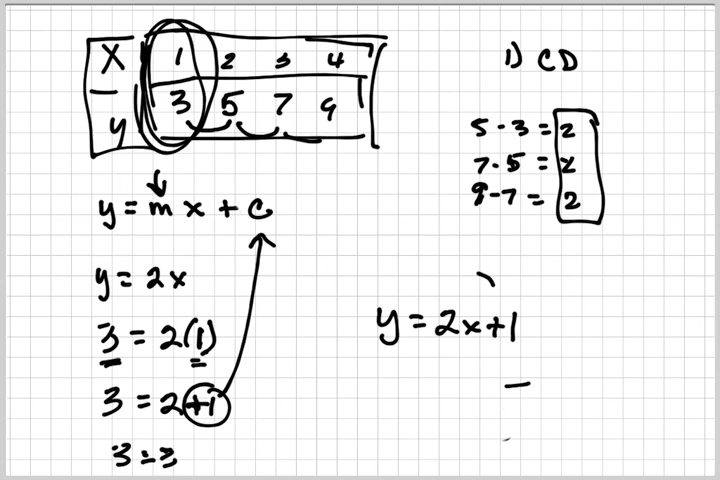 X 1 2 3 4
y 3 5 7 9
y = m x + c
y = 2x
3 = 2(1)
3 = 2 +1
3 = 3
1) CD
5 - 3 = 2
7 - 5 = 2
9 - 7 = 2
y = 2x+1